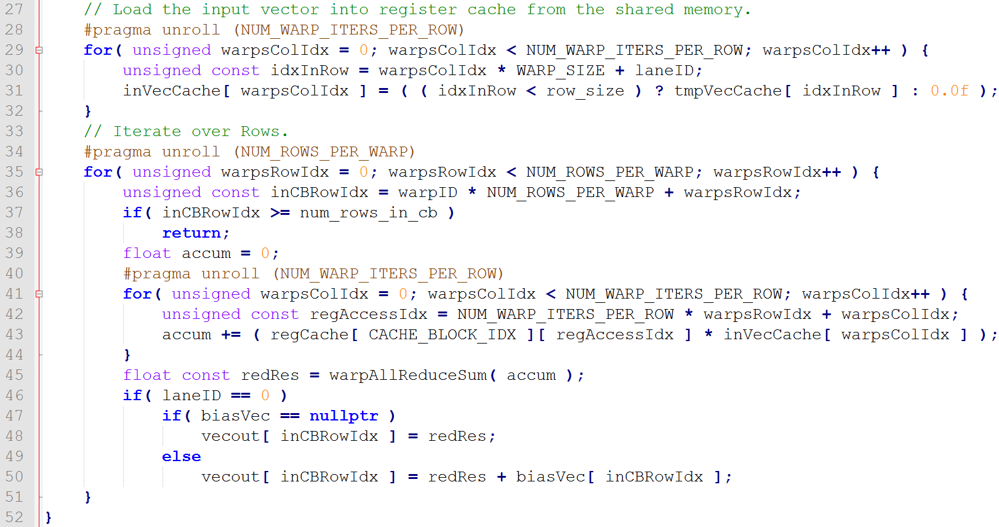 27 // Load the input vector into register cache from the shared memory.
28 #pragma unroll (NUM_WARP_ITERS_PER_ROW)
29 for( unsigned warpsColIdx = 0; warpsColIdx < NUM_WARP_ITERS_PER_ROW; warpsColIdx++ ) {
30 unsigned const idxInRow = warpsColIdx * WARP_SIZE + laneID;
31 inVecCache[ warpsColIdx ] = ( ( idxInRow < row_size ) ? tmpVecCache[ idxInRow ] : 0.0f );
32 }
33 // Iterate over Rows.
34 #pragma unroll (NUM_ROWS_PER_WARP)
35 for( unsigned warpsRowIdx = 0; warpsRowIdx < NUM_ROWS_PER_WARP; warpsRowIdx++ ) {
36 unsigned const inCBRowIdx = warpID * NUM_ROWS_PER_WARP + warpsRowIdx;
37 if( inCBRowIdx >= num_rows_in_cb )
38 return;
39 float accum = 0;
40 #pragma unroll (NUM_WARP_ITERS_PER_ROW)
41 for( unsigned warpsColIdx = 0; warpsColIdx < NUM_WARP_ITERS_PER_ROW; warpsColIdx++ ) {
42 unsigned const regAccessIdx = NUM_WARP_ITERS_PER_ROW * warpsRowIdx + warpsColIdx;
43 accum += ( regCache[ CACHE_BLOCK_IDX ][ regAccessIdx ] * inVecCache[ warpsColIdx ] );
44 }
45 float const redRes = warpAllReduceSum( accum );
46 if( laneID == 0 )
47 if( biasVec == nullptr )
48 vecout[ inCBRowIdx ] = redRes;
49 else
50 vecout[ inCBRowIdx ] = redRes + biasVec[ inCBRowIdx ];
51 }
52 }